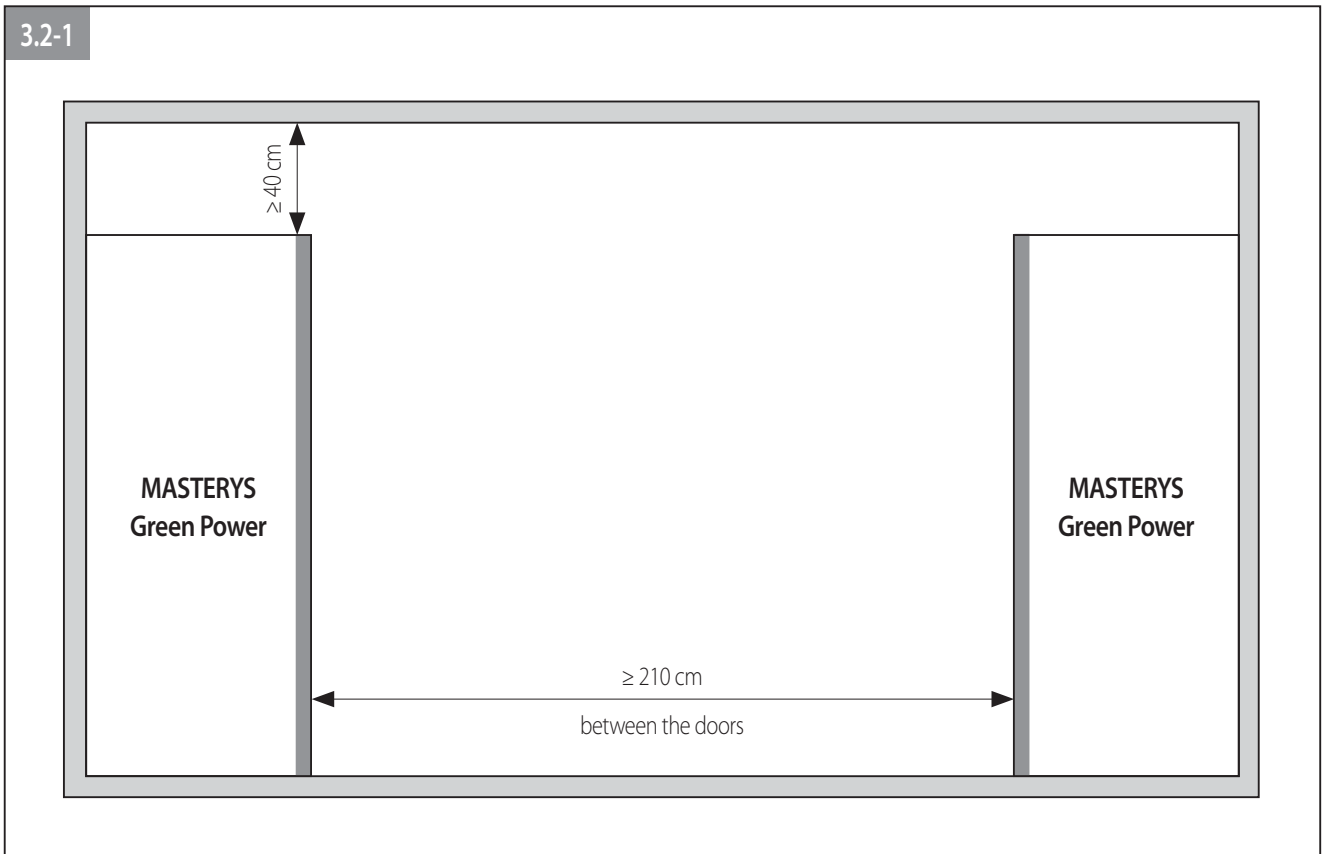 3.2-1
≥ 40 cm
MASTERYS
Green Power
MASTERYS
Green Power
≥ 210 cm
between the doors